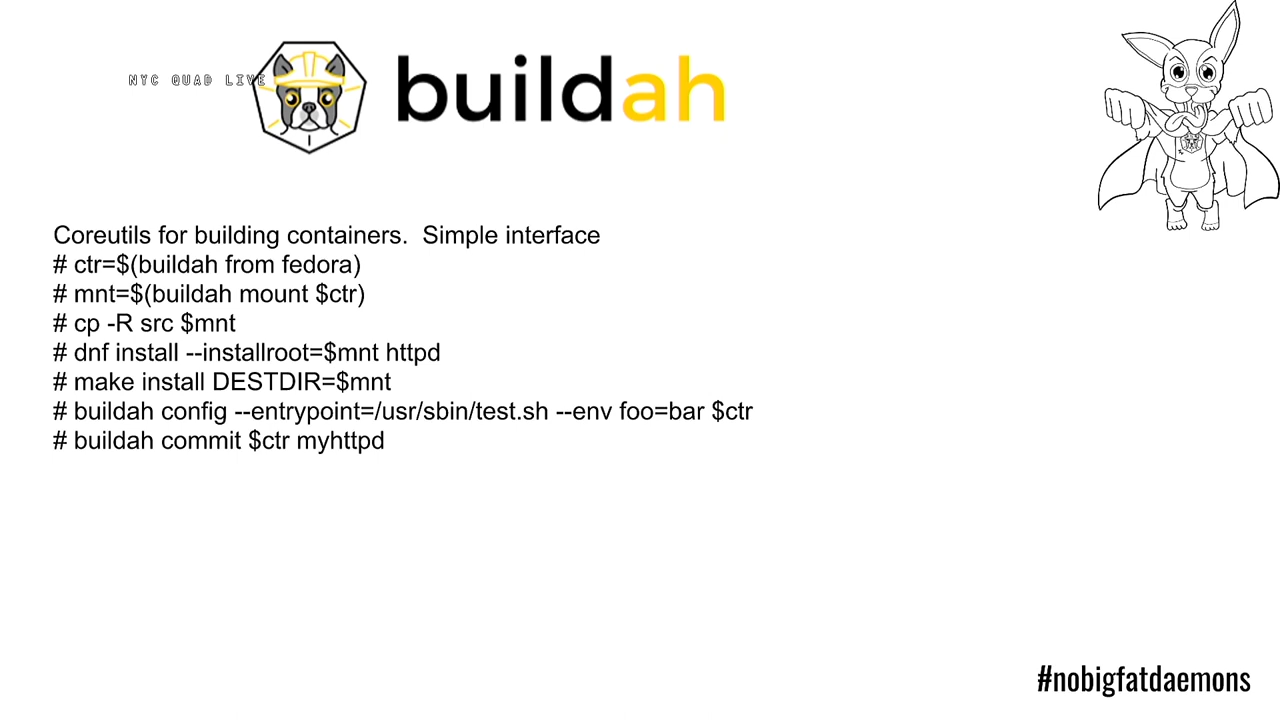 NYC QUAD LIVE
buildah
Coreutils for building containers.  Simple interface
# ctr=$(buildah from fedora)
# mnt=$(buildah mount $ctr)
# cp -R src $mnt
# dnf install --installroot=$mnt httpd
# make install DESTDIR=$mnt
# buildah config --entrypoint=/usr/sbin/test.sh --env foo=bar $ctr
# buildah commit $ctr myhttpd
#nobigfatdaemons